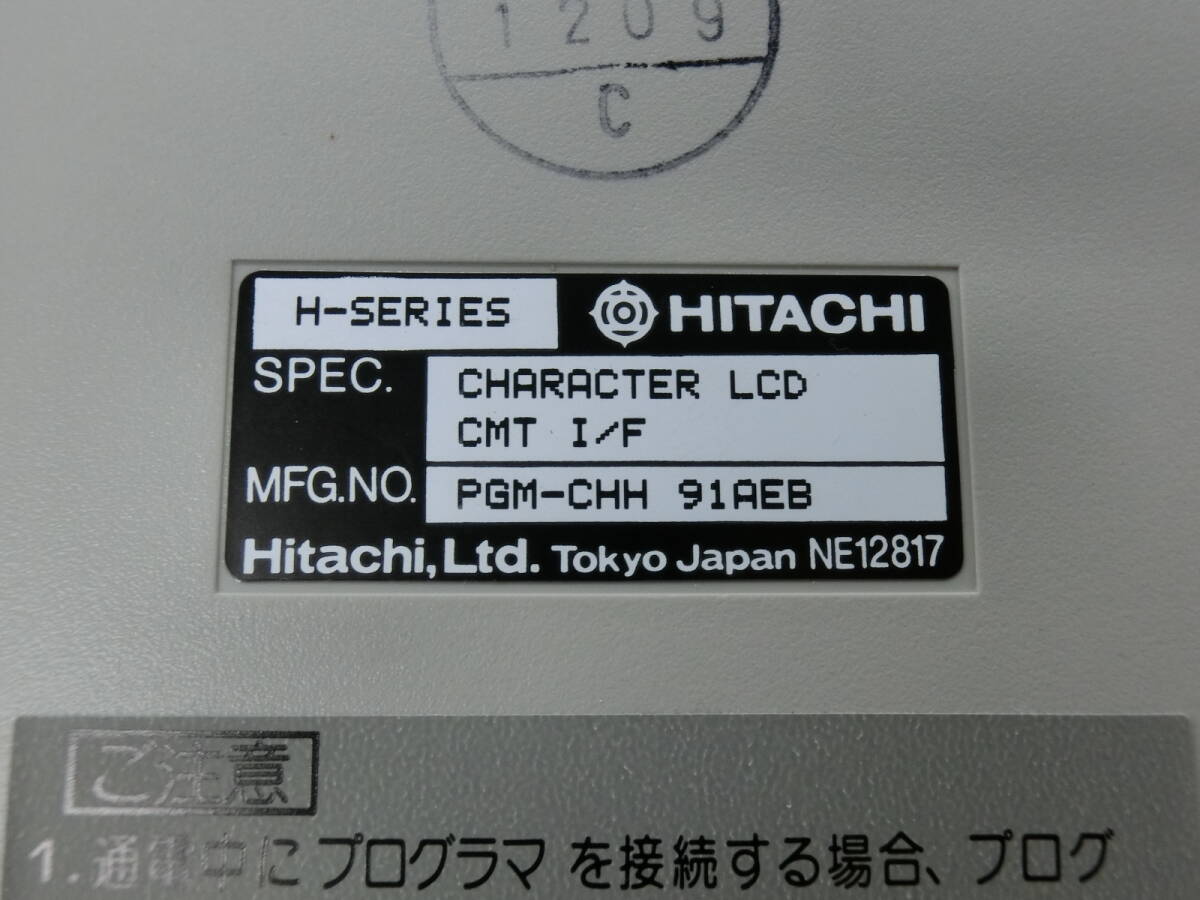 1209
C
H-SERIES
HITACHI
SPEC.
CHARACTER LCD
CMT I/F
MFG.NO.
PGM-CHH 91AEB
Hitachi,Ltd. Tokyo Japan NE12817
ご注意
1.通電中にプログラマを接続する場合、プログ